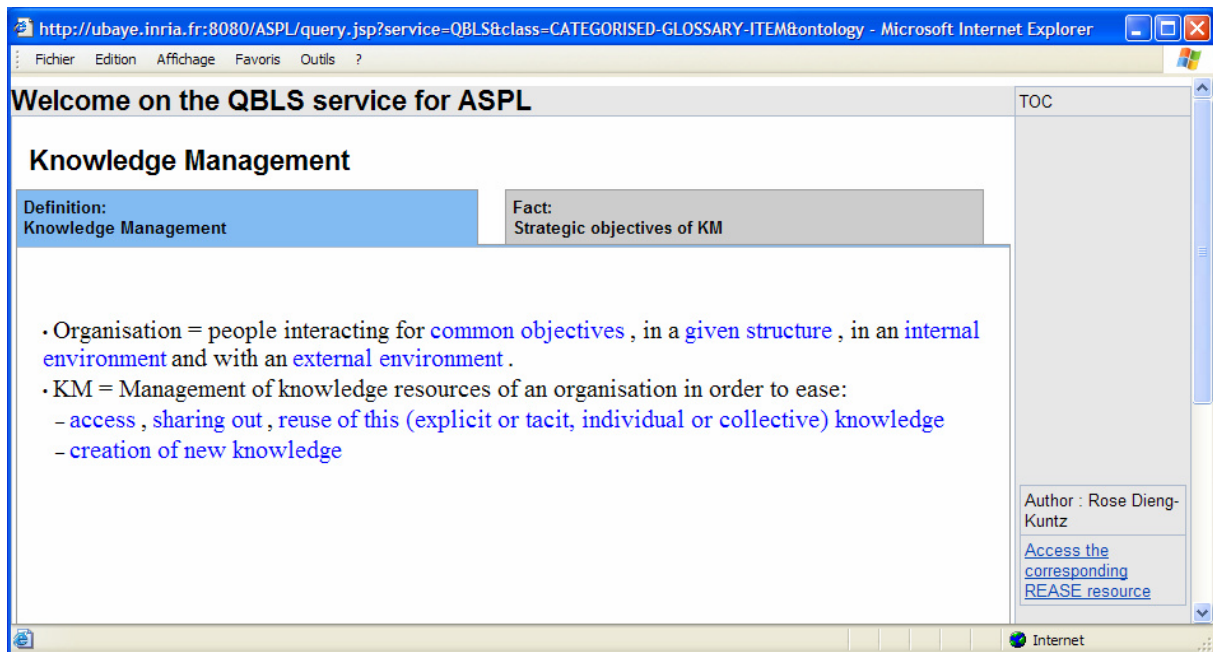 http://ubaye.inria.fr:8080/ASPL/query.jsp?service=QBLS&class=CATEGORISED-GLOSSARY-ITEM&ontology - Microsoft Internet Explorer
Fichier Edition Affichage Favoris Outils ?
Welcome on the QBLS service for ASPL
TOC
Knowledge Management
Definition:
Knowledge Management
Fact:
Strategic objectives of KM
• Organisation = people interacting for common objectives , in a given structure , in an internal
environment and with an external environment .
• KM = Management of knowledge resources of an organisation in order to ease:
– access , sharing out , reuse of this (explicit or tacit, individual or collective) knowledge
– creation of new knowledge
Author : Rose Dieng-
Kuntz
Access the
corresponding
REASE resource
Internet